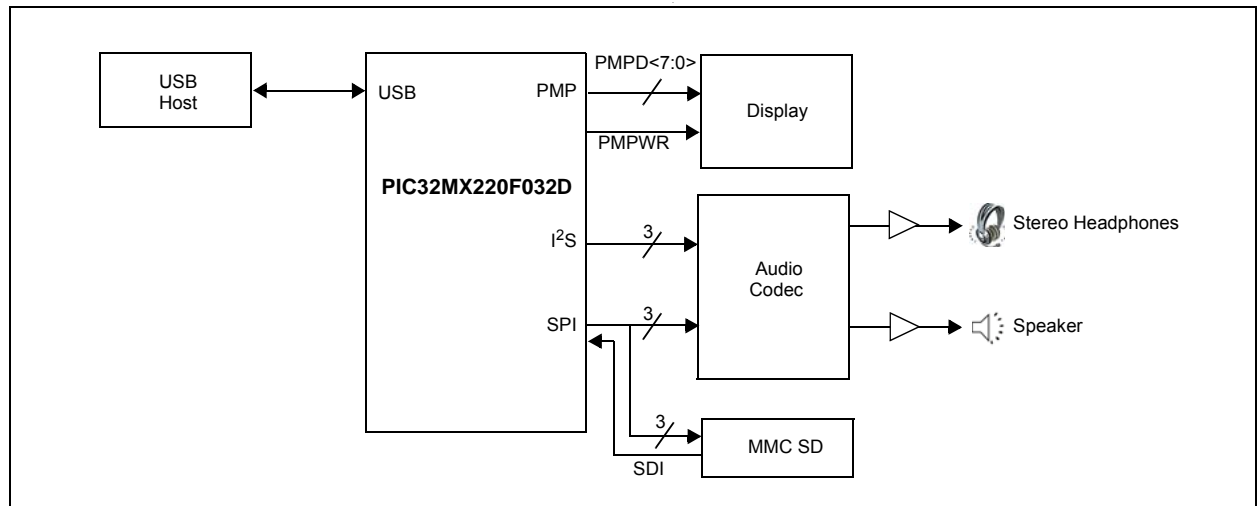 USB
Host
USB
PMP
PMPD<7:0>
PMPWR
Display
PIC32MX220F032D
I²S
3
Audio
Codec
Stereo Headphones
SPI
3
Speaker
3
SDI
MMC SD